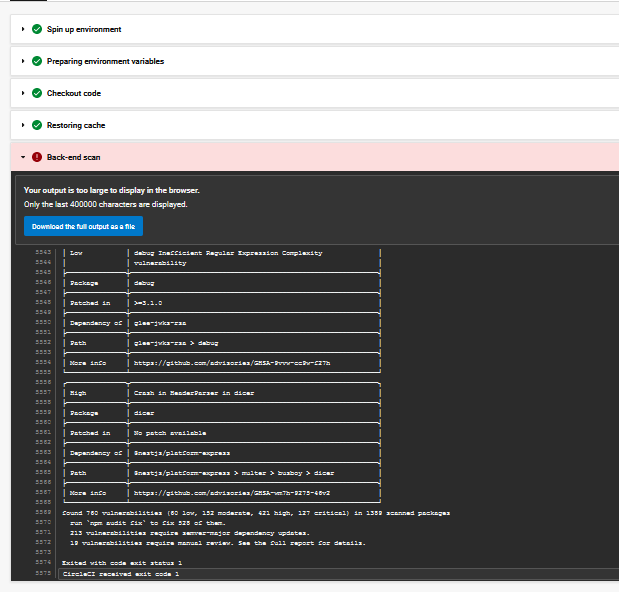 Spin up environment
Preparing environment variables
Checkout code
Restoring cache
Back-end scan
Your output is too large to display in the browser.
Only the last 400000 characters are displayed.
Download the full output as a file
5543 Low debug Inefficient Regular Expression Complexity
5544 vulnerability
5545
5546 Package debug
5547
5548 Patched in >=3.1.0
5549
5550 Dependency of glee-jwks-rsa
5551
5552 Path glee-jwks-rsa > debug
5553
5554 More info https://github.com/advisories/GHSA-9vvw-cc9w-f27h
5555
5556
5557 High Crash in HeaderParser in dicer
5558
5559 Package dicer
5560
5561 Patched in No patch available
5562
5563 Dependency of @nestjs/platform-express
5564
5565 Path @nestjs/platform-express > multer > busboy > dicer
5566
5567 More info https://github.com/advisories/GHSA-wm7h-9275-46v2
5568
5569 found 760 vulnerabilities (60 low, 152 moderate, 421 high, 127 critical) in 1389 scanned packages
5570 run `npm audit fix` to fix 528 of them.
5571 213 vulnerabilities require semver-major dependency updates.
5572 19 vulnerabilities require manual review. See the full report for details.
5573
5574 Exited with code exit status 1
5575 CircleCI received exit code 1